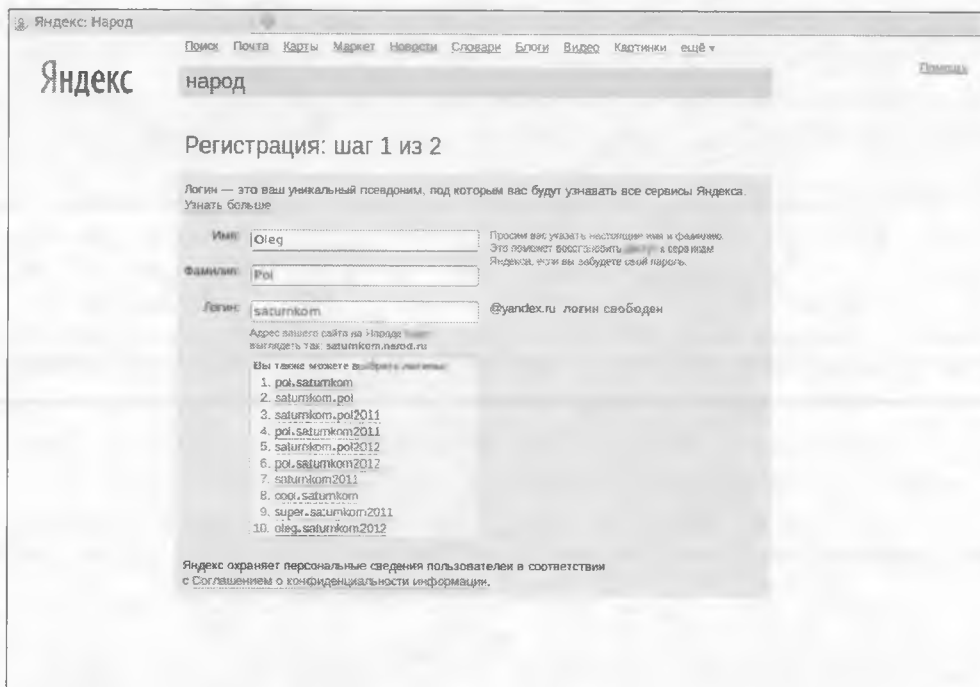 Яндекс: Народ
Поиск Почта Карты Маркет Новости Словари Блоги Видео Картинки ещё ▾
Помощь
Яндекс
народ
Регистрация: шаг 1 из 2
Логин — это ваш уникальный псевдоним, под которым вас будут узнавать все сервисы Яндекса.
Узнать больше
Имя: Oleg
Просим вас указать настоящие имя и фамилию.
Это поможет восстановить к сервисам
Яндекса, если вы забудете свой пароль.
Фамилия: Pol
Логин: saturnkom @yandex.ru логин свободен
Адрес вашего сайта на Народе
выглядеть так: saturnkom.narod.ru
Вы также можете выбрать логины:
1. pol.saturnkom
2. saturnkom.pol
3. saturnkom.pol2011
4. pol.saturnkom2011
5. saturnkom.pol2012
6. pol.saturnkom2012
7. saturnkom2011
8. cool.saturnkom
9. super.saturnkom2011
10. oleg.saturnkom2012
Яндекс охраняет персональные сведения пользователей в соответствии
с Соглашением о конфиденциальности информации.